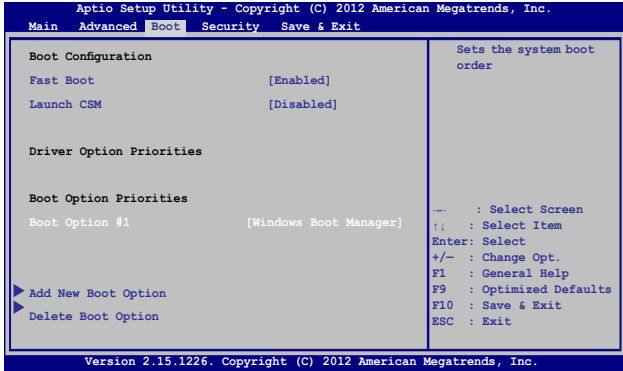 Aptio Setup Utility - Copyright (C) 2012 American Megatrends, Inc.
Main Advanced Boot Security Save & Exit
Boot Configuration
Fast Boot [Enabled]
Launch CSM [Disabled]
Driver Option Priorities
Boot Option Priorities
Boot Option #1 [Windows Boot Manager]
Add New Boot Option
Delete Boot Option
Sets the system boot
order
→← : Select Screen
↑↓ : Select Item
Enter: Select
+/— : Change Opt.
F1 : General Help
F9 : Optimized Defaults
F10 : Save & Exit
ESC : Exit
Version 2.15.1226. Copyright (C) 2012 American Megatrends, Inc.